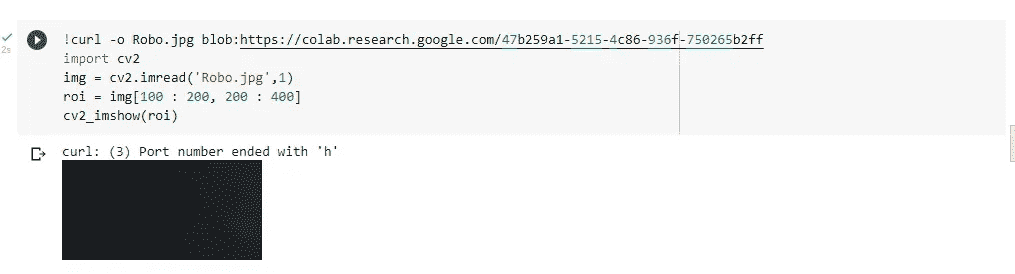 !curl -o Robo.jpg blob:https://colab.research.google.com/47b259a1-5215-4c86-936f-750265b2ff
import cv2
img = cv2.imread('Robo.jpg',1)
roi = img[100 : 200, 200 : 400]
cv2_imshow(roi)
2s
curl: (3) Port number ended with 'h'